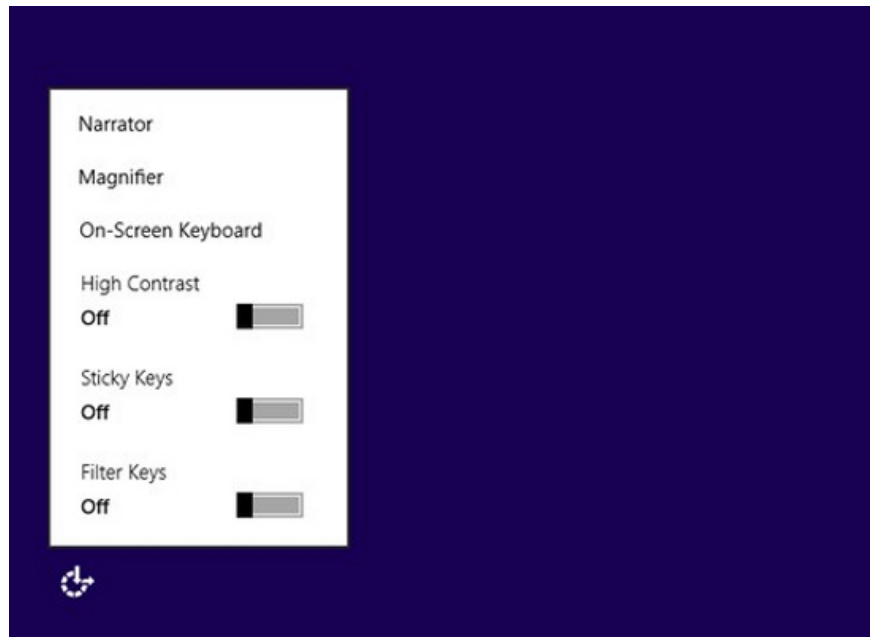 Narrator
Magnifier
On-Screen Keyboard
High Contrast
Off
Sticky Keys
Off
Filter Keys
Off